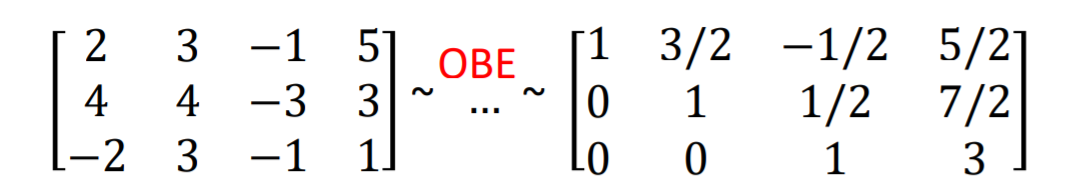 [2 3 −1 5] OBE [1 3/2 −1/2 5/2]
[4 4 −3 3] ~ ... ~ [0 1 1/2 7/2]
[−2 3 −1 1] [0 0 1 3]